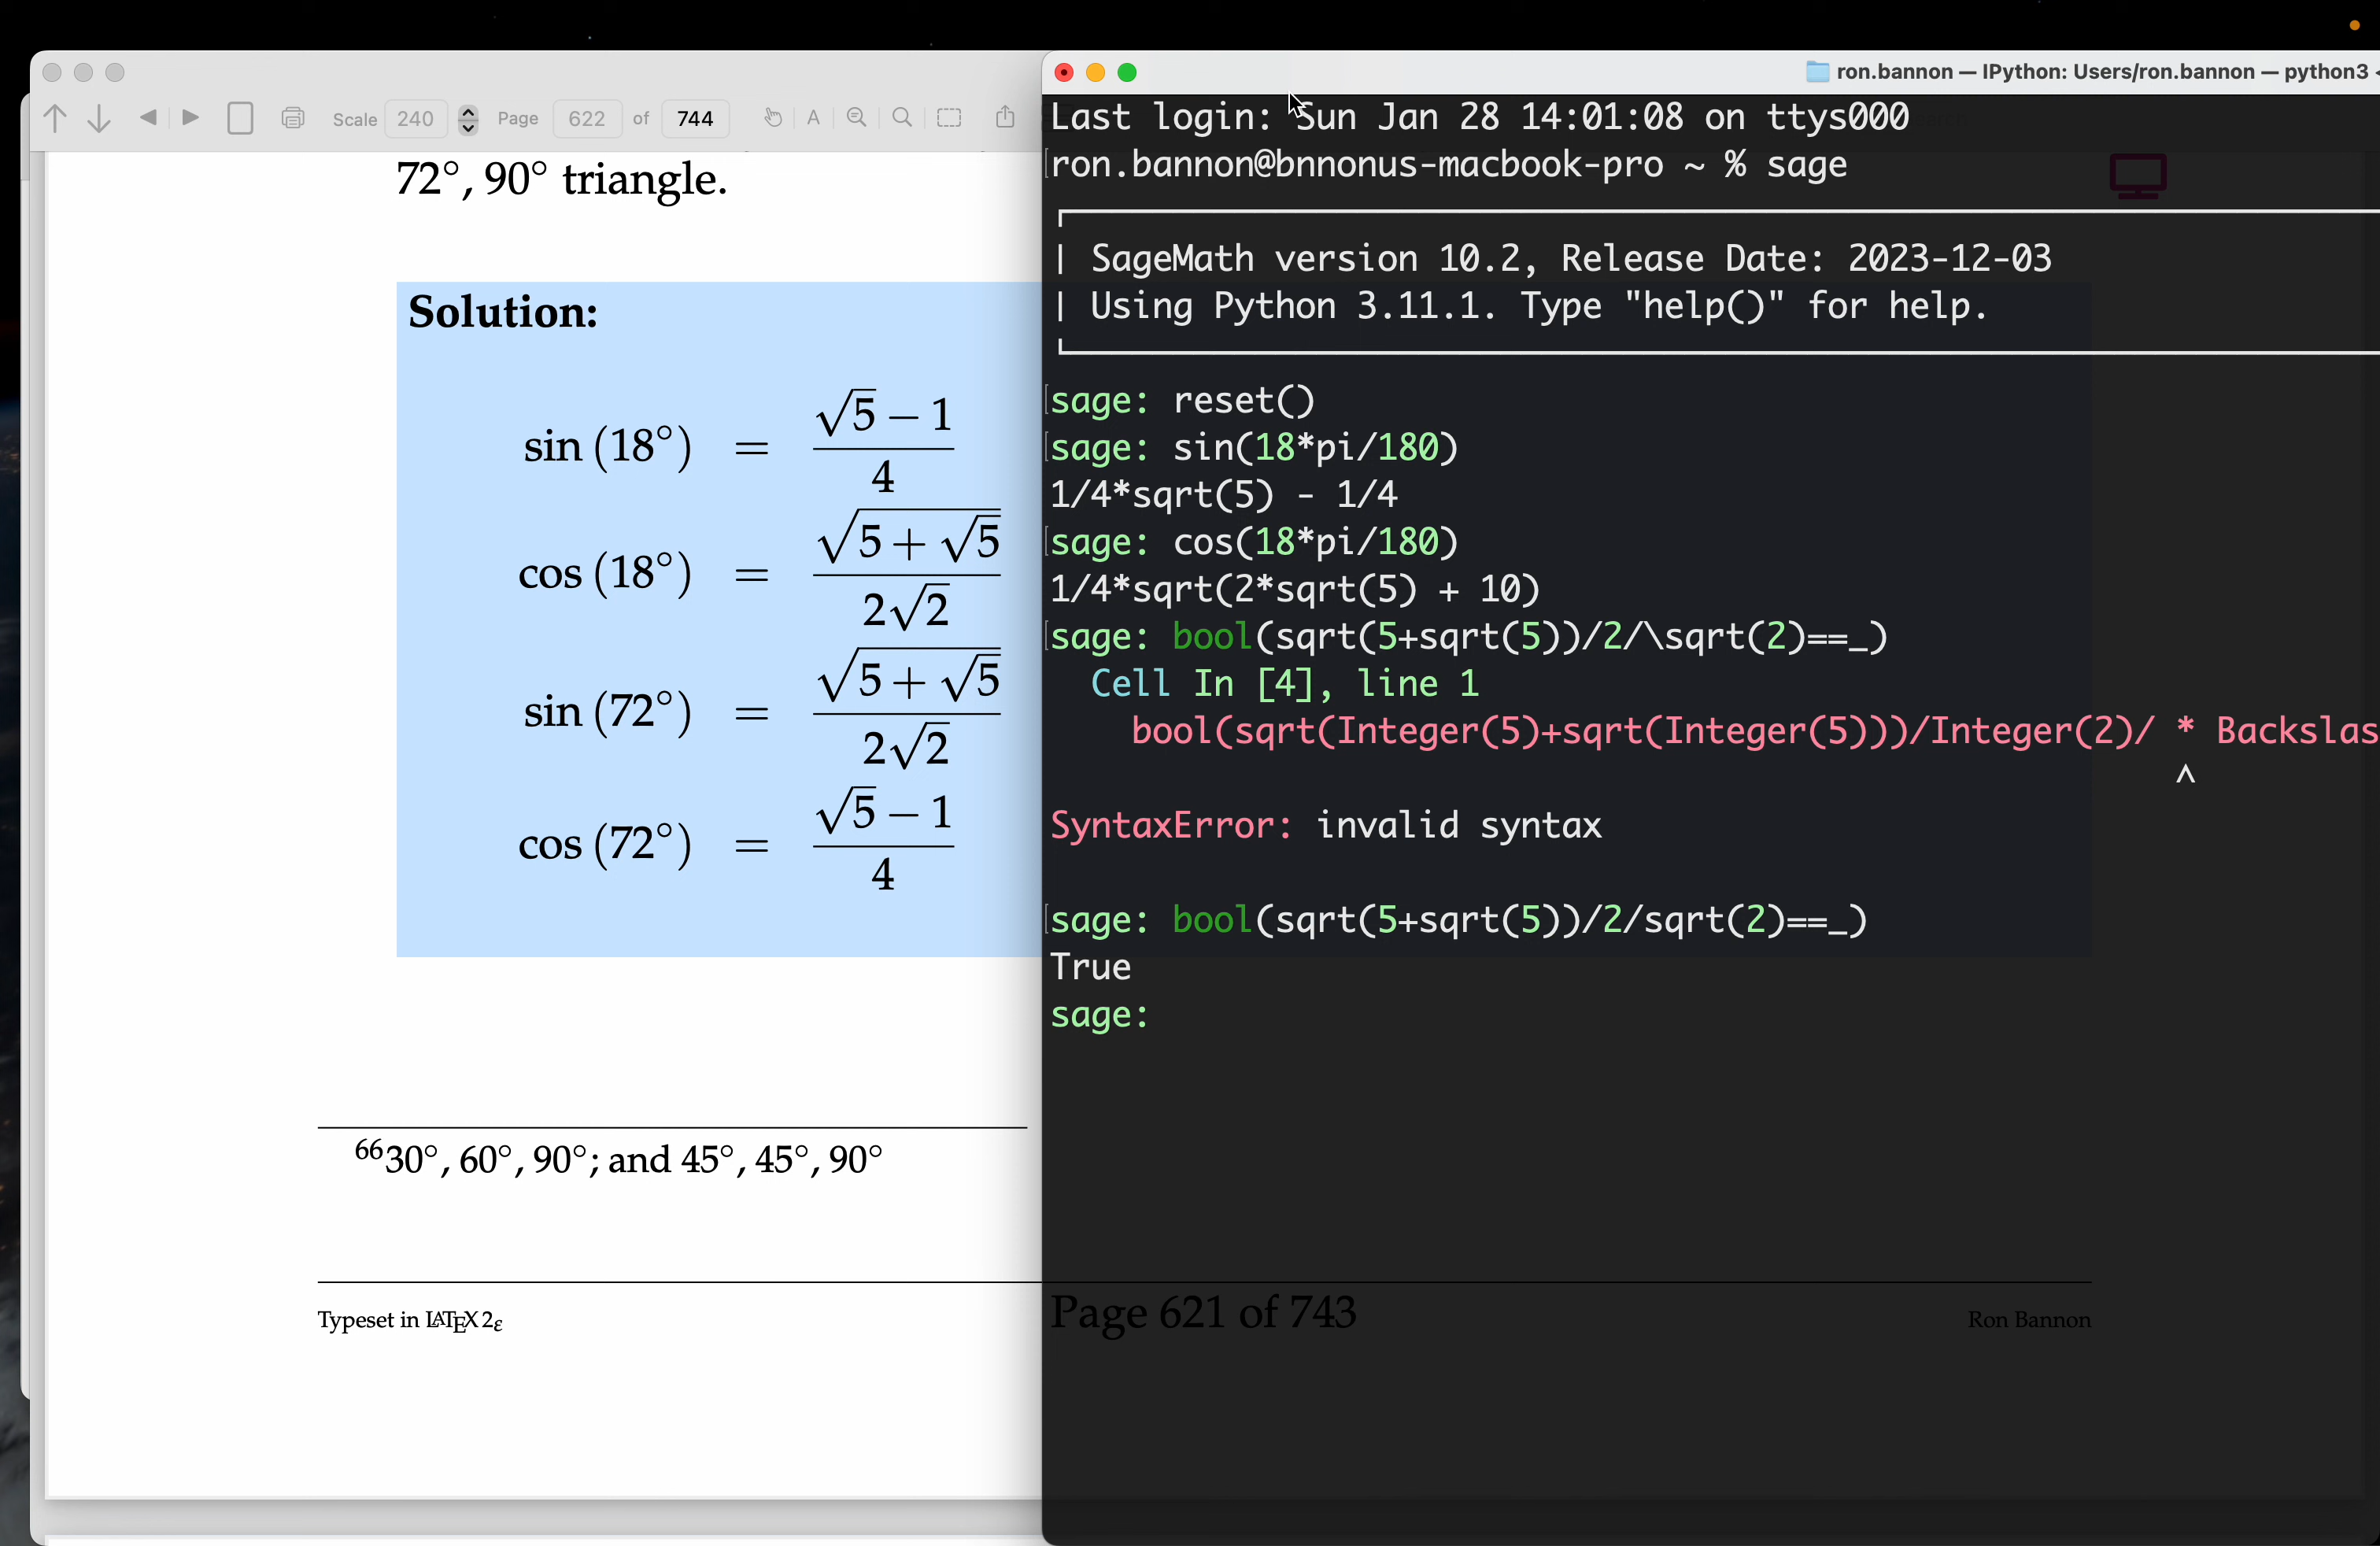 Scale 240 Page 622 of 744
72°, 90° triangle.
Solution:
sin (18°) = (√5 − 1)/4
cos (18°) = √(5 + √5)/(2√2)
sin (72°) = √(5 + √5)/(2√2)
cos (72°) = (√5 − 1)/4
⁶⁶30°, 60°, 90°; and 45°, 45°, 90°
Typeset in LATEX 2ε
Page 621 of 743
Ron Bannon
ron.bannon — IPython: Users/ron.bannon — python3
Last login: Sun Jan 28 14:01:08 on ttys000
ron.bannon@bnnonus-macbook-pro ~ % sage
| SageMath version 10.2, Release Date: 2023-12-03
| Using Python 3.11.1. Type "help()" for help.
sage: reset()
sage: sin(18*pi/180)
1/4*sqrt(5) - 1/4
sage: cos(18*pi/180)
1/4*sqrt(2*sqrt(5) + 10)
sage: bool(sqrt(5+sqrt(5))/2/\sqrt(2)==_)
Cell In [4], line 1
bool(sqrt(Integer(5)+sqrt(Integer(5)))/Integer(2)/ * Backslas
^
SyntaxError: invalid syntax
sage: bool(sqrt(5+sqrt(5))/2/sqrt(2)==_)
True
sage: